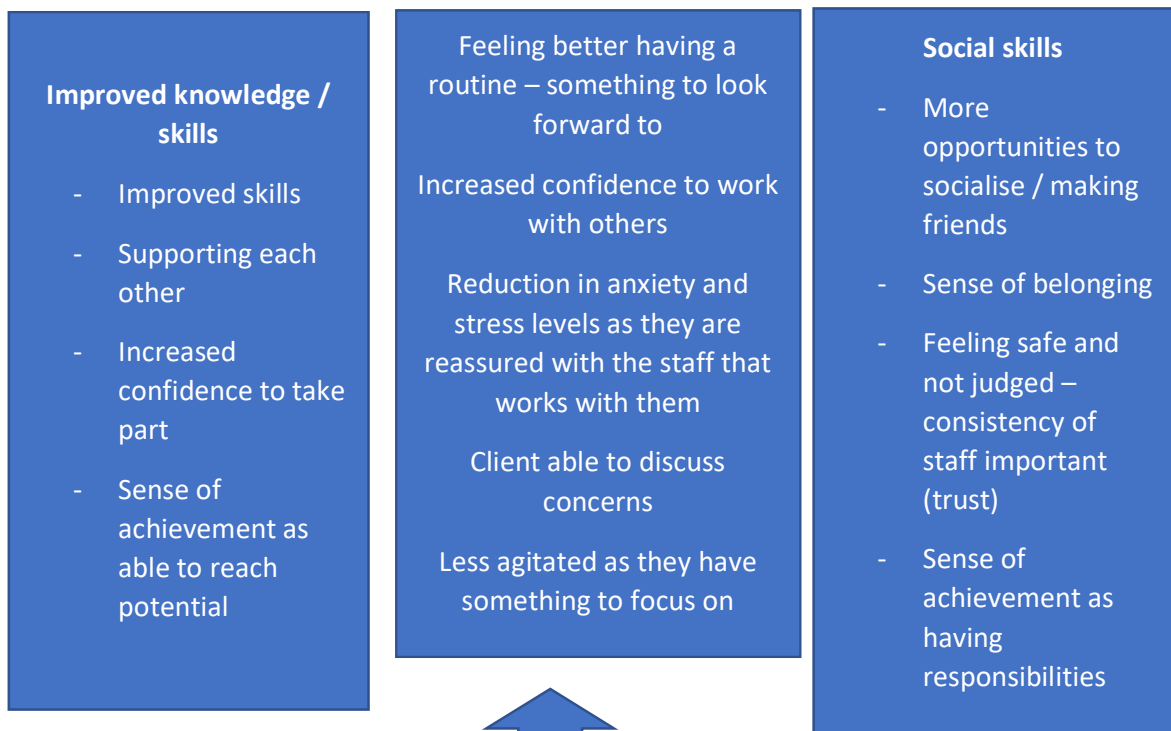 Improved knowledge /
skills
- Improved skills
- Supporting each
other
- Increased
confidence to take
part
- Sense of
achievement as
able to reach
potential
Feeling better having a
routine – something to look
forward to
Increased confidence to work
with others
Reduction in anxiety and
stress levels as they are
reassured with the staff that
works with them
Client able to discuss
concerns
Less agitated as they have
something to focus on
Social skills
- More
opportunities to
socialise / making
friends
- Sense of belonging
- Feeling safe and
not judged –
consistency of
staff important
(trust)
- Sense of
achievement as
having
responsibilities